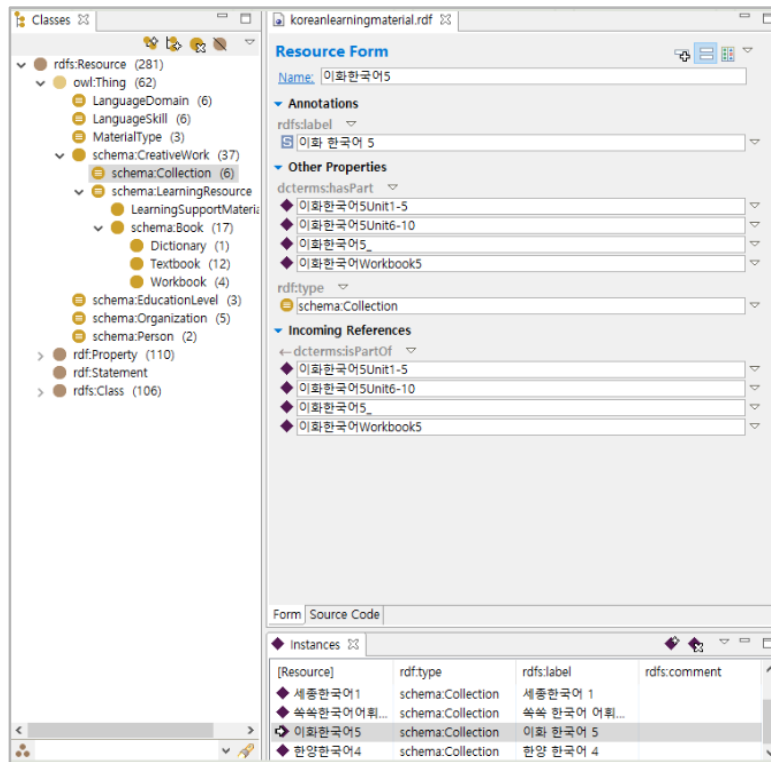 Classes
rdfs:Resource (281)
owl:Thing (62)
LanguageDomain (6)
LanguageSkill (6)
MaterialType (3)
schema:CreativeWork (37)
schema:Collection (6)
schema:LearningResource
LearningSupportMateria
schema:Book (17)
Dictionary (1)
Textbook (12)
Workbook (4)
schema:EducationLevel (3)
schema:Organization (5)
schema:Person (2)
rdf:Property (110)
rdf:Statement
rdfs:Class (106)
koreanlearningmaterial.rdf
Resource Form
Name: 이화한국어5
Annotations
rdfs:label
S 이화 한국어 5
Other Properties
dcterms:hasPart
이화한국어5Unit1-5
이화한국어5Unit6-10
이화한국어5_
이화한국어Workbook5
rdf:type
schema:Collection
Incoming References
←dcterms:isPartOf
이화한국어5Unit1-5
이화한국어5Unit6-10
이화한국어5_
이화한국어Workbook5
Form Source Code
Instances
[Resource] rdf:type rdfs:label rdfs:comment
세종한국어1 schema:Collection 세종한국어 1
쏙쏙한국어어휘... schema:Collection 쏙쏙 한국어 어휘...
이화한국어5 schema:Collection 이화 한국어 5
한양한국어4 schema:Collection 한양 한국어 4